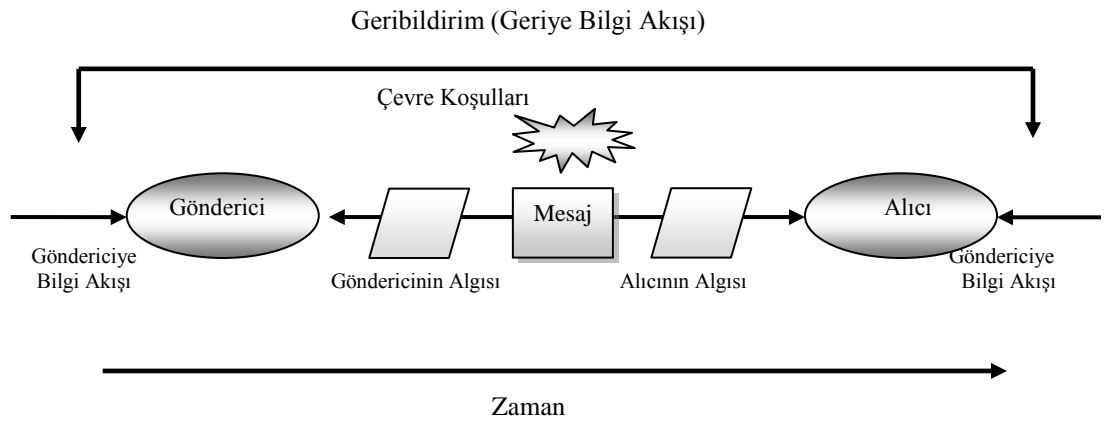 Geribildirim (Geriye Bilgi Akışı)
Çevre Koşulları
Gönderici
Mesaj
Alıcı
Göndericiye
Bilgi Akışı
Göndericinin Algısı
Alıcının Algısı
Göndericiye
Bilgi Akışı
Zaman